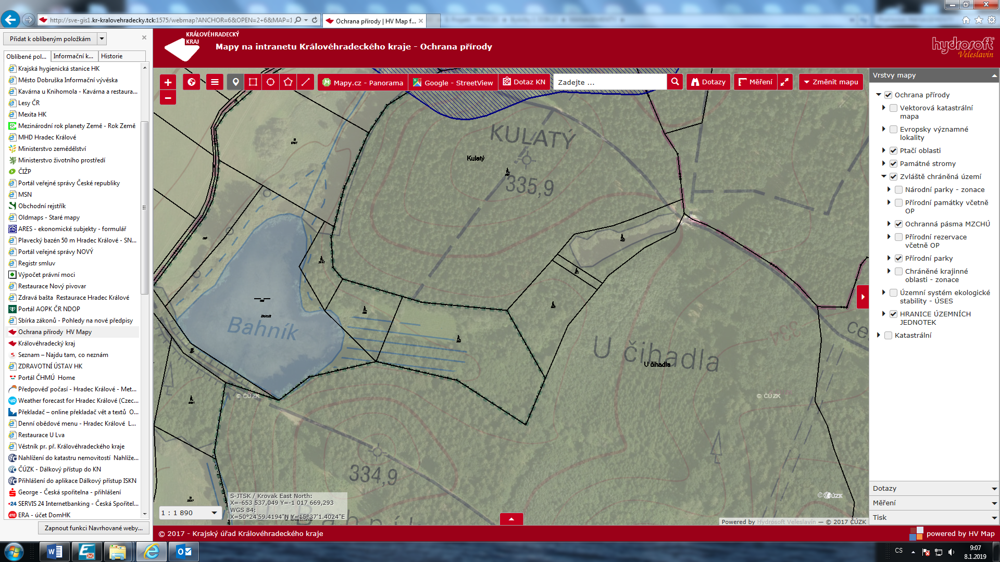 http://sve-gis1.kr-kralovehradecky.tck:1575/webmap?ANCHOR=6&OPEN=2+6&MAP=1
Ochrana přírody | HV Map f...
Přidat k oblíbeným položkám
Oblíbené pol...
Informační k...
Historie
Krajská hygienická stanice HK
Město Dobruška Informační vývěska
Kavárna u Knihomola - Kavárna a restaura...
Lesy ČR
Mexita HK
Mezinárodní rok planety Země - Rok Země
MHD Hradec Králové
Ministerstvo zemědělství
Ministerstvo životního prostředí
ČIŽP
Portál veřejné správy České republiky
MSN
Obchodní rejstřík
Oldmaps - Staré mapy
ARES - ekonomické subjekty - formulář
Plavecký bazén 50 m Hradec Králové - SN...
Portál veřejné správy NOVÝ
Registr smluv
Výpočet právní moci
Restaurace Nový pivovar
Zdravá bašta  Restaurace Hradec Králové
Portál AOPK ČR NDOP
Sbírka zákonů - Pohledy na nové předpisy
Ochrana přírody  HV Mapy
Královéhradecký kraj
Seznam – Najdu tam, co neznám
ZDRAVOTNÍ ÚSTAV HK
Portál ČHMÚ  Home
Předpověď počasí - Hradec Králové - Met...
Weather forecast for Hradec Králové (Czec...
Překladač – online překladač vět a textů  O...
Denní obědové menu - Hradec Králové  L...
Restaurace U Lva
Věstník pr. př. Královéhradeckého kraje
Nahlížení do katastru nemovitostí  Nahlíže...
ČÚZK - Dálkový přístup do KN
Přihlášení do aplikace Dálkový přístup ISKN
George - Česká spořitelna - přihlášení
SERVIS 24 Internetbanking - Česká Spořitel...
ERA - účet DomHK
Zapnout funkci Navrhované weby...
KRÁLOVÉHRADECKÝ
KRAJ
Mapy na intranetu Královéhradeckého kraje - Ochrana přírody
hydrosoft
Veleslavín
Mapy.cz - Panorama
Google - StreetView
Dotaz KN
Zadejte ...
Dotazy
Měření
Změnit mapu
KULATÝ
Kulatý
335,9
Bahník
U čihadla
U čihadla
334,9
© ČÚZK
© ČÚZK
© ČÚZK
S-JTSK / Krovak East North:
X=-653 537,049 Y=-1 017 669,293
WGS 84:
X=50°24'59.4194"N Y=15°37'1.4024"E
1 : 1 890
Powered by Hydrosoft Veleslavín — © 2017 ČÚZK
Vrstvy mapy
Ochrana přírody
Vektorová katastrální
mapa
Evropsky významné
lokality
Ptačí oblasti
Památné stromy
Zvláště chráněná území
Národní parky - zonace
Přírodní památky včetně
OP
Ochranná pásma MZCHÚ
Přírodní rezervace
včetně OP
Přírodní parky
Chráněné krajinné
oblasti - zonace
Územní systém ekologické
stability - ÚSES
HRANICE ÚZEMNÍCH
JEDNOTEK
Katastrální
Dotazy
Měření
Tisk
© 2017 - Krajský úřad Královéhradeckého kraje
powered by HV Map
CS
9:07
8.1.2019